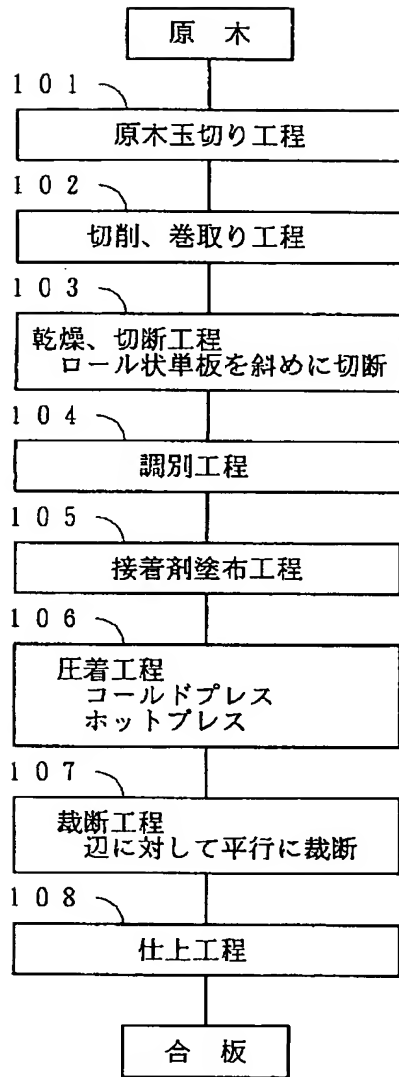 原 木
101
原木玉切り工程
102
切削、巻取り工程
103
乾燥、切断工程
ロール状単板を斜めに切断
104
調別工程
105
接着剤塗布工程
106
圧着工程
コールドプレス
ホットプレス
107
裁断工程
辺に対して平行に裁断
108
仕上工程
合 板